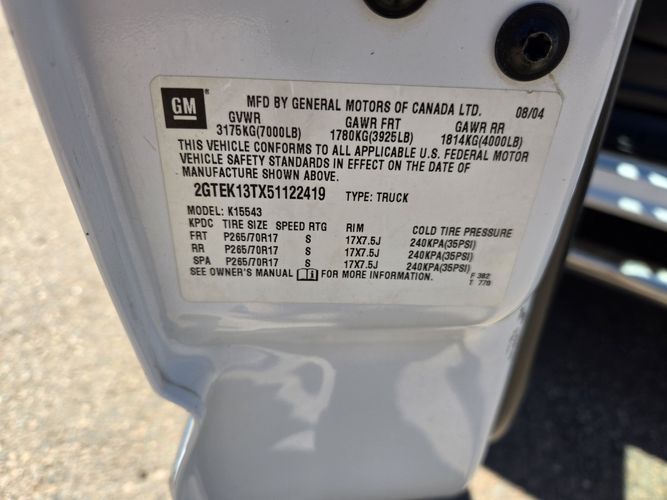 GM
MFD BY GENERAL MOTORS OF CANADA LTD. 08/04
GVWR GAWR FRT GAWR RR
3175KG(7000LB) 1780KG(3925LB) 1814KG(4000LB)
THIS VEHICLE CONFORMS TO ALL APPLICABLE U.S. FEDERAL MOTOR
VEHICLE SAFETY STANDARDS IN EFFECT ON THE DATE OF
MANUFACTURE SHOWN ABOVE.
2GTEK13TX51122419 TYPE: TRUCK
MODEL: K15543
KPDC TIRE SIZE SPEED RTG RIM COLD TIRE PRESSURE
FRT P265/70R17 S 17X7.5J 240KPA(35PSI)
RR P265/70R17 S 17X7.5J 240KPA(35PSI)
SPA P265/70R17 S 17X7.5J 240KPA(35PSI)
SEE OWNER'S MANUAL FOR MORE INFORMATION.
F 382
T 770